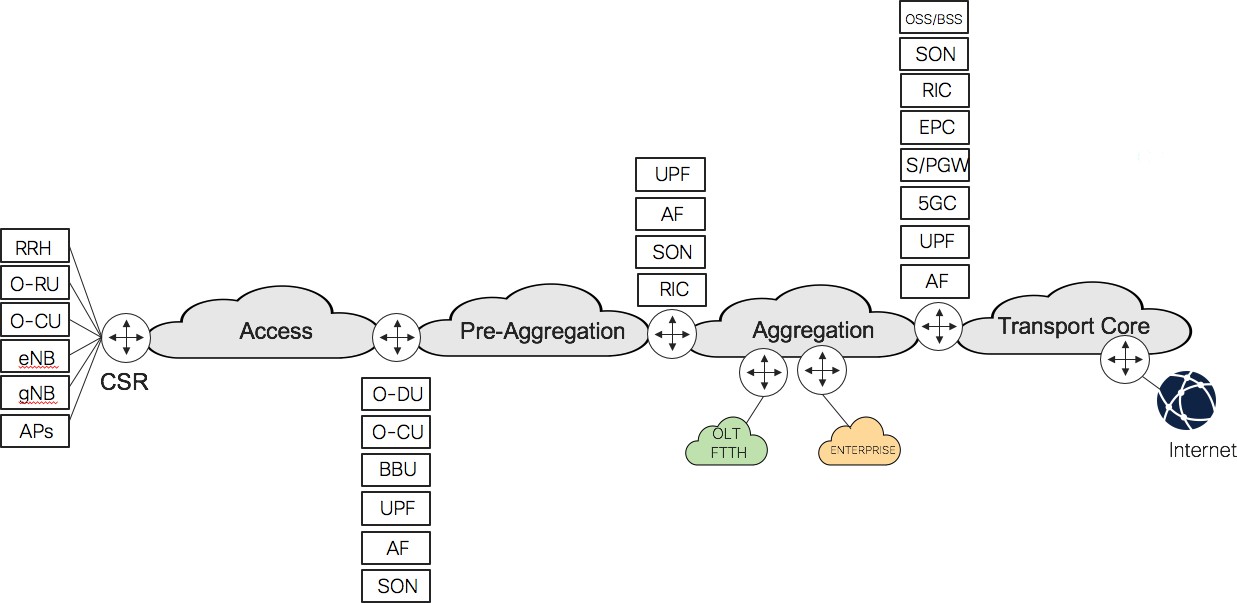 OSS/BSS
SON
RIC
EPC
S/PGW
5GC
UPF
AF
UPF
AF
SON
RIC
RRH
O-RU
O-CU
eNB
gNB
APs
CSR
Access
Pre-Aggregation
Aggregation
Transport Core
O-DU
O-CU
BBU
UPF
AF
SON
OLT
FTTH
ENTERPRISE
Internet